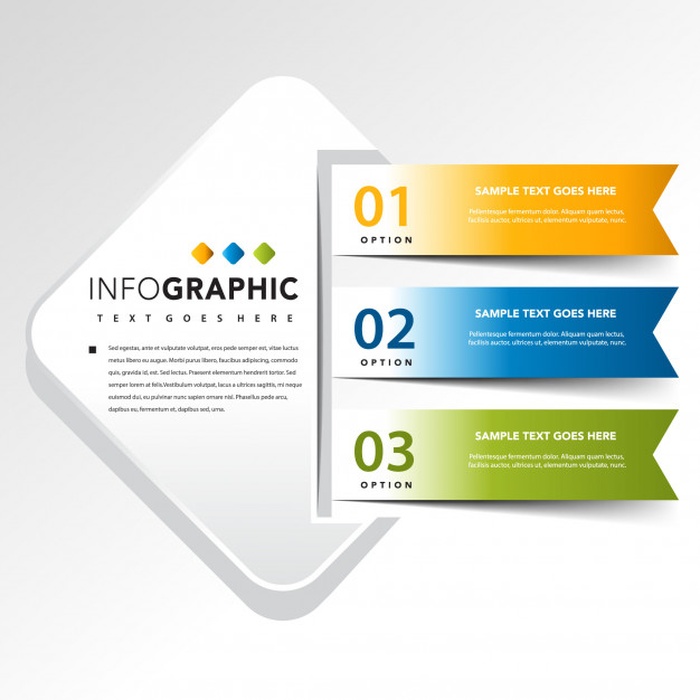 INFOGRAPHIC
TEXT GOES HERE
Sed egestas, ante et vulputate volutpat, eros pede semper est, vitae luctus
metus libero eu augue. Morbi purus libero, faucibus adipiscing, commodo
quis, gravida id, est. Sed lectus. Praesent elementum hendrerit tortor. Sed
semper lorem at felis.Vestibulum volutpat, lacus a ultrices sagittis, mi neque
euismod dui, eu pulvinar nunc sapien ornare nisl. Phasellus pede arcu,
dapibus eu, fermentum et, dapibus sed, urna.
01
OPTION
SAMPLE TEXT GOES HERE
Pellentesque fermentum dolor. Aliquam quam lectus,
facilisis auctor, ultrices ut, elementum vulputate, nunc.
02
OPTION
SAMPLE TEXT GOES HERE
Pellentesque fermentum dolor. Aliquam quam lectus,
facilisis auctor, ultrices ut, elementum vulputate, nunc.
03
OPTION
SAMPLE TEXT GOES HERE
Pellentesque fermentum dolor. Aliquam quam lectus,
facilisis auctor, ultrices ut, elementum vulputate, nunc.